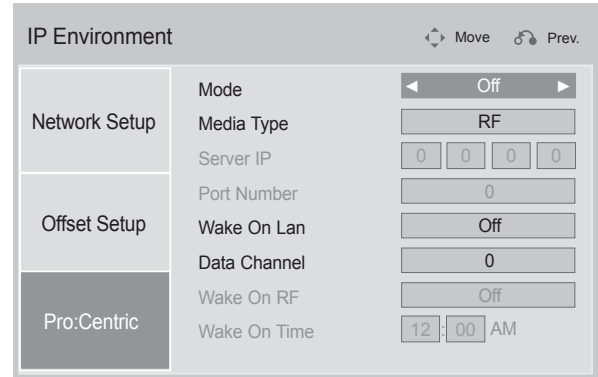 IP Environment
Move
Prev.
Network Setup
Offset Setup
Pro:Centric
Mode ◄ Off ►
Media Type RF
Server IP 0 0 0 0
Port Number 0
Wake On Lan Off
Data Channel 0
Wake On RF Off
Wake On Time 12 : 00 AM